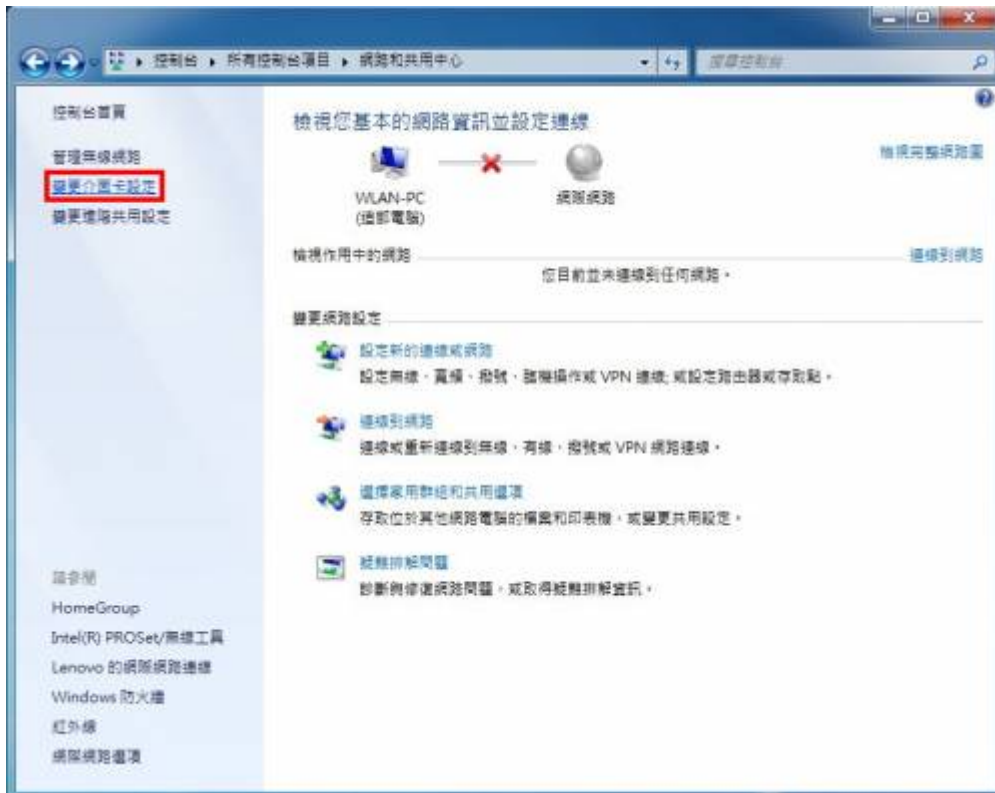 控制台 ▸ 所有控制台項目 ▸ 網路和共用中心
搜尋控制台
控制台首頁
管理無線網路
變更介面卡設定
變更進階共用設定
檢視您基本的網路資訊並設定連線
檢視完整網路圖
WLAN-PC
(這部電腦)
網際網路
檢視作用中的網路
連線到網路
您目前並未連線到任何網路。
變更網路設定
設定新的連線或網路
設定無線、寬頻、撥號、臨機操作或 VPN 連線; 或設定路由器或存取點。
連線到網路
連線或重新連線到無線、有線、撥號或 VPN 網路連線。
選擇家用群組和共用選項
存取位於其他網路電腦的檔案和印表機，或變更共用設定。
疑難排解問題
診斷與修復網路問題，或取得疑難排解資訊。
請參閱
HomeGroup
Intel(R) PROSet/無線工具
Lenovo 的網際網路連線
Windows 防火牆
紅外線
網際網路選項